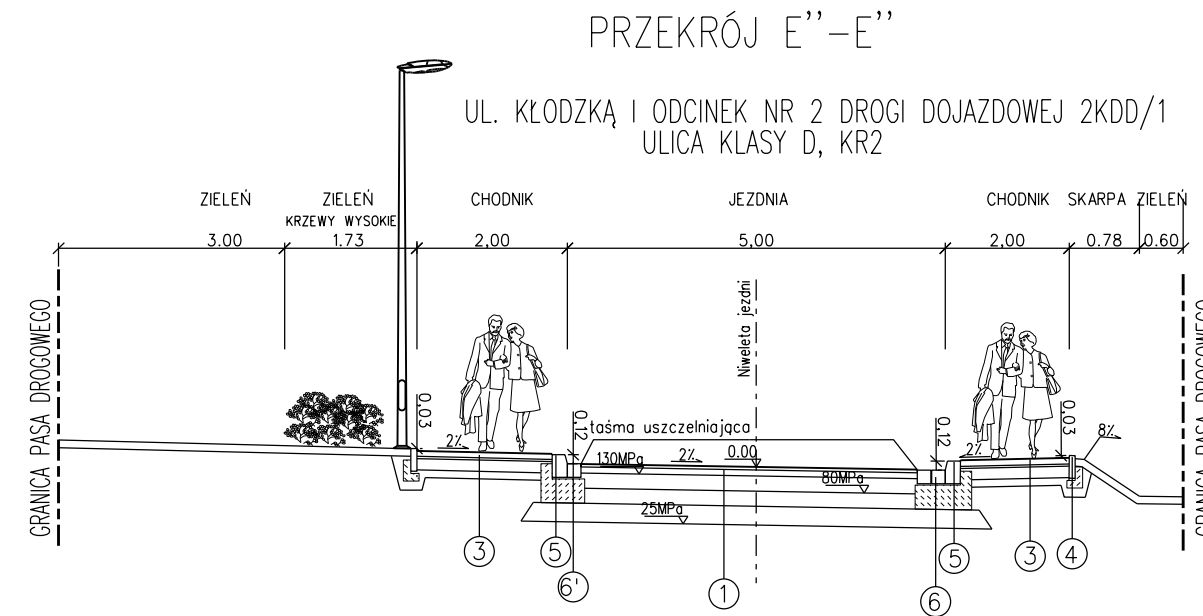 PRZEKRÓJ E''-E''
UL. KŁODZKĄ I ODCINEK NR 2 DROGI DOJAZDOWEJ 2KDD/1
ULICA KLASY D, KR2
ZIELEŃ ZIELEŃ CHODNIK JEZDNIA CHODNIK SKARPA ZIELEŃ
KRZEWY WYSOKIE
3.00 1.73 2,00 5,00 2,00 0.78 0.60
GRANICA PASA DROGOWEGO
Niweleta jezdni
GRANICA PASA DROGOWEGO
0,03
0,12
taśma uszczelniająca
0,12
0,03
8%
2%
130MPa 2% 0.00
2%
80MPa
25MPa
3 5 6' 1 6 5 3 4